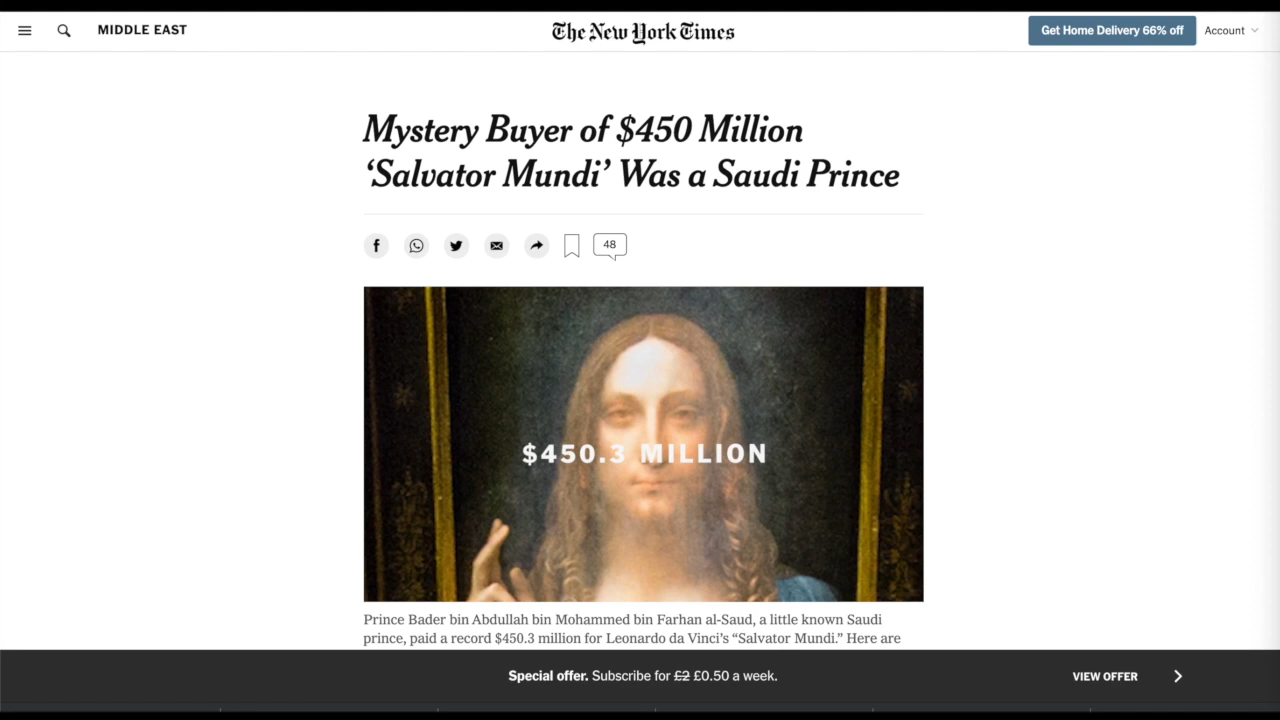 MIDDLE EAST
The New York Times
Get Home Delivery 66% off
Account
Mystery Buyer of $450 Million
‘Salvator Mundi’ Was a Saudi Prince
48
$450.3 MILLION
Prince Bader bin Abdullah bin Mohammed bin Farhan al-Saud, a little known Saudi
prince, paid a record $450.3 million for Leonardo da Vinci’s “Salvator Mundi.” Here are
Special offer. Subscribe for £2 £0.50 a week.
VIEW OFFER